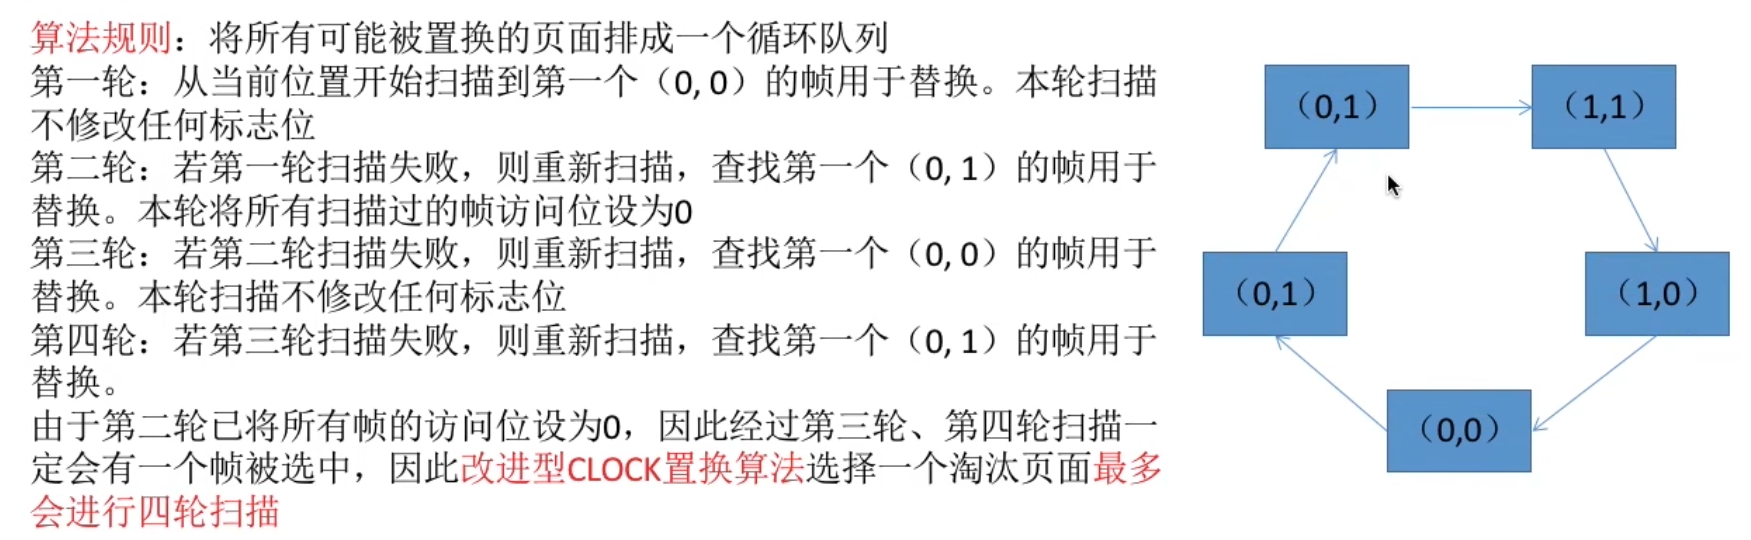 算法规则：将所有可能被置换的页面排成一个循环队列
第一轮：从当前位置开始扫描到第一个（0, 0）的帧用于替换。本轮扫描
不修改任何标志位
第二轮：若第一轮扫描失败，则重新扫描，查找第一个（0, 1）的帧用于
替换。本轮将所有扫描过的帧访问位设为0
第三轮：若第二轮扫描失败，则重新扫描，查找第一个（0, 0）的帧用于
替换。本轮扫描不修改任何标志位
第四轮：若第三轮扫描失败，则重新扫描，查找第一个（0, 1）的帧用于
替换。
由于第二轮已将所有帧的访问位设为0，因此经过第三轮、第四轮扫描一
定会有一个帧被选中，因此改进型CLOCK置换算法选择一个淘汰页面最多
会进行四轮扫描
（0,1）
（1,1）
（0,1）
（1,0）
（0,0）